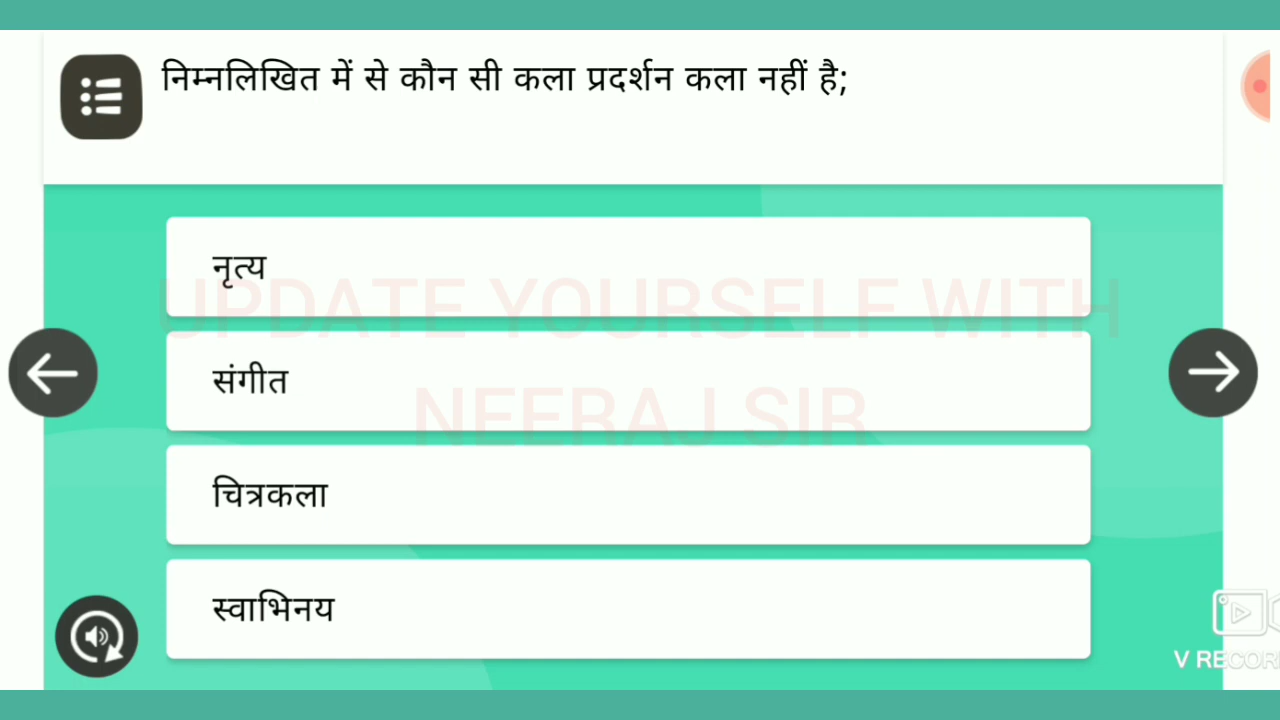 निम्नलिखित में से कौन सी कला प्रदर्शन कला नहीं है;
नृत्य
UPDATE YOURSELF WITH
संगीत
NEERAJ SIR
चित्रकला
स्वाभिनय
V RECOR